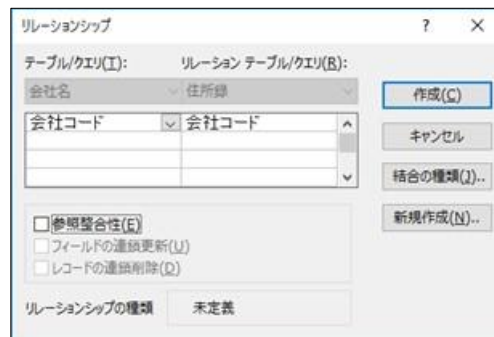 リレーションシップ ? ×
テーブル/クエリ(T): リレーション テーブル/クエリ(R):
会社名 住所録 作成(C)
会社コード 会社コード
キャンセル
結合の種類(J)..
参照整合性(E) 新規作成(N)..
フィールドの連鎖更新(U)
レコードの連鎖削除(D)
リレーションシップの種類 未定義